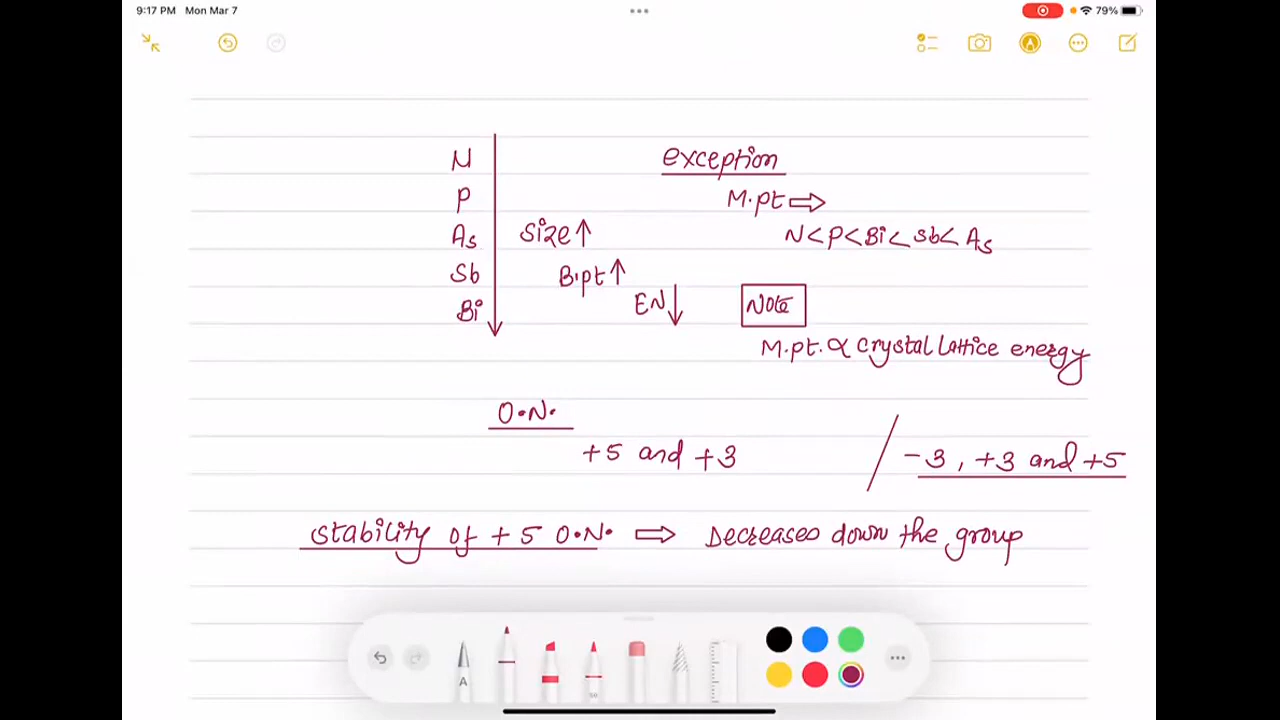 9:17 PM Mon Mar 7
79%
N
P
As
Sb
Bi
Size↑
B.pt↑
EN↓
exception
M.pt⇒
N<P<Bi<Sb<As
Note
M.pt. ∝ crystal lattice energy
O.N.
+5 and +3
/ -3, +3 and +5
stability of +5 O.N. ⇒ Decreases down the group
A
50